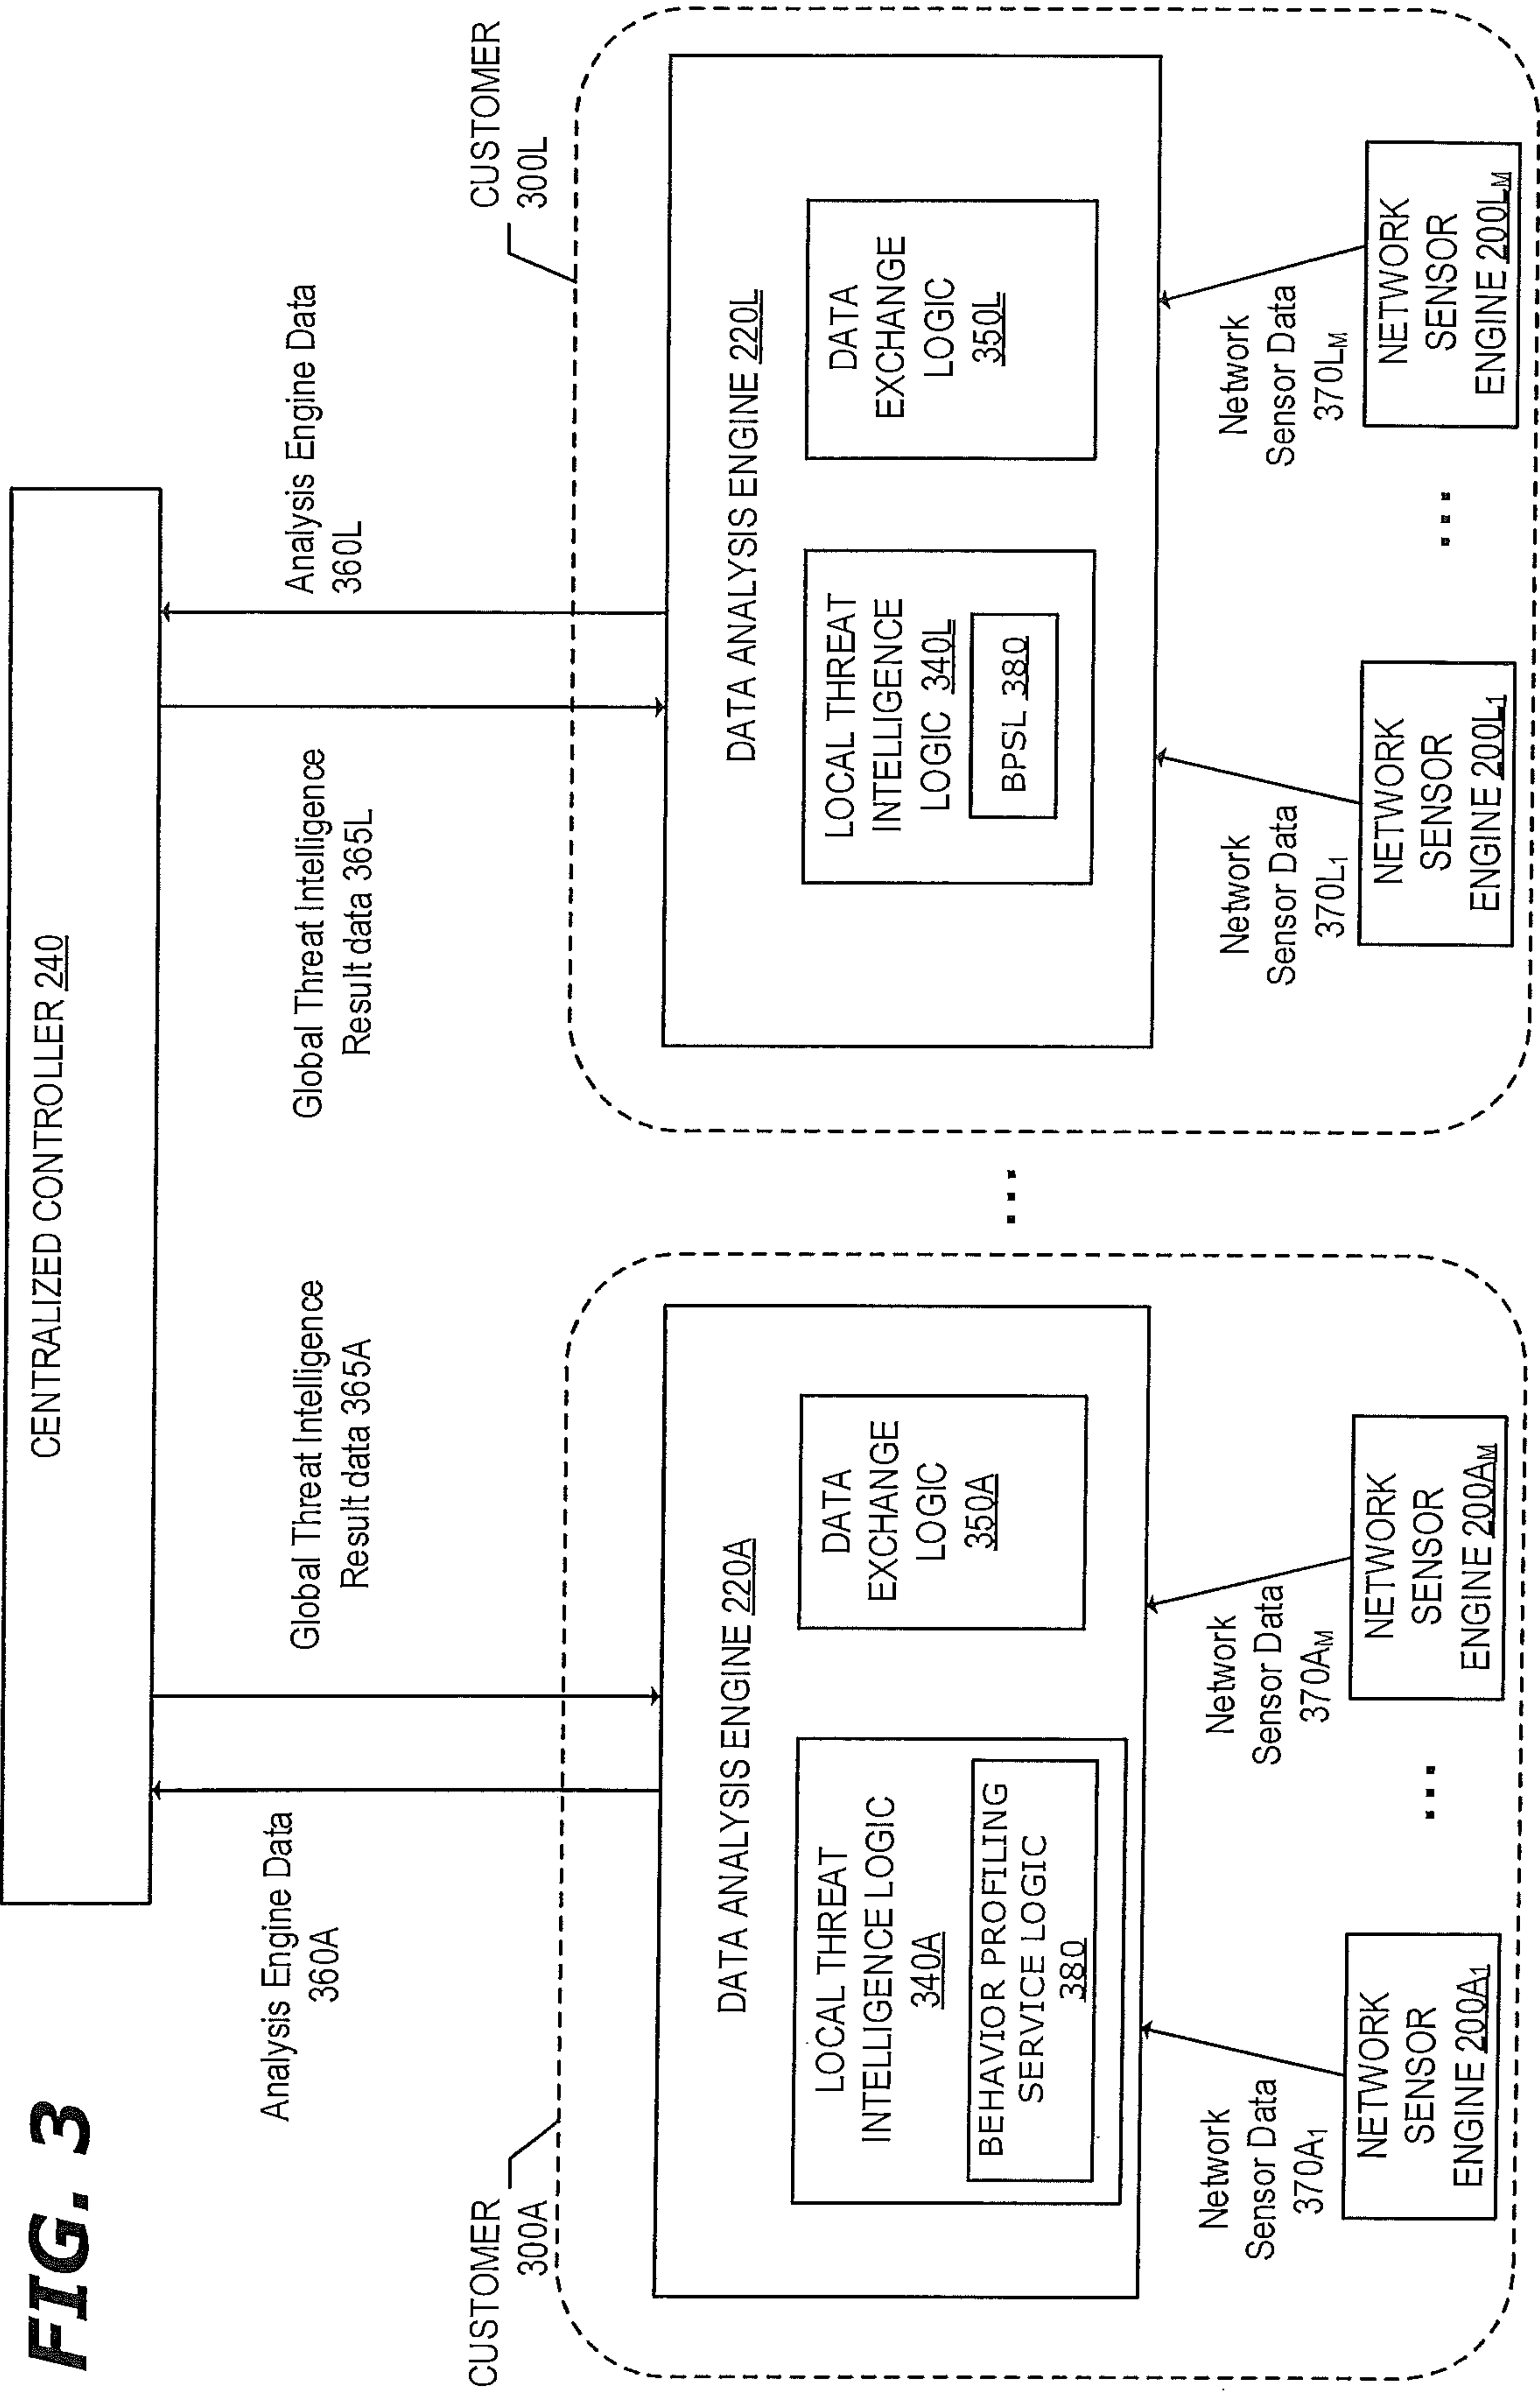 FIG. 3
CENTRALIZED CONTROLLER 240
Analysis Engine Data
360A
Global Threat Intelligence
Result data 365A
Global Threat Intelligence
Result data 365L
Analysis Engine Data
360L
CUSTOMER
300A
DATA ANALYSIS ENGINE 220A
LOCAL THREAT
INTELLIGENCE LOGIC
340A
BEHAVIOR PROFILING
SERVICE LOGIC
380
DATA
EXCHANGE
LOGIC
350A
Network
Sensor Data
370A1
Network
Sensor Data
370AM
NETWORK
SENSOR
ENGINE 200A1
...
NETWORK
SENSOR
ENGINE 200AM
...
CUSTOMER
300L
DATA ANALYSIS ENGINE 220L
LOCAL THREAT
INTELLIGENCE
LOGIC 340L
BPSL 380
DATA
EXCHANGE
LOGIC
350L
Network
Sensor Data
370L1
Network
Sensor Data
370LM
NETWORK
SENSOR
ENGINE 200L1
...
NETWORK
SENSOR
ENGINE 200LM